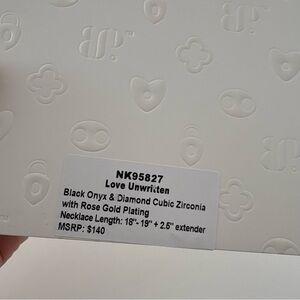 NK95827
Love Unwritten
Black Onyx & Diamond Cubic Zirconia
with Rose Gold Plating
Necklace Length: 18"- 19" + 2.5" extender
MSRP: $140